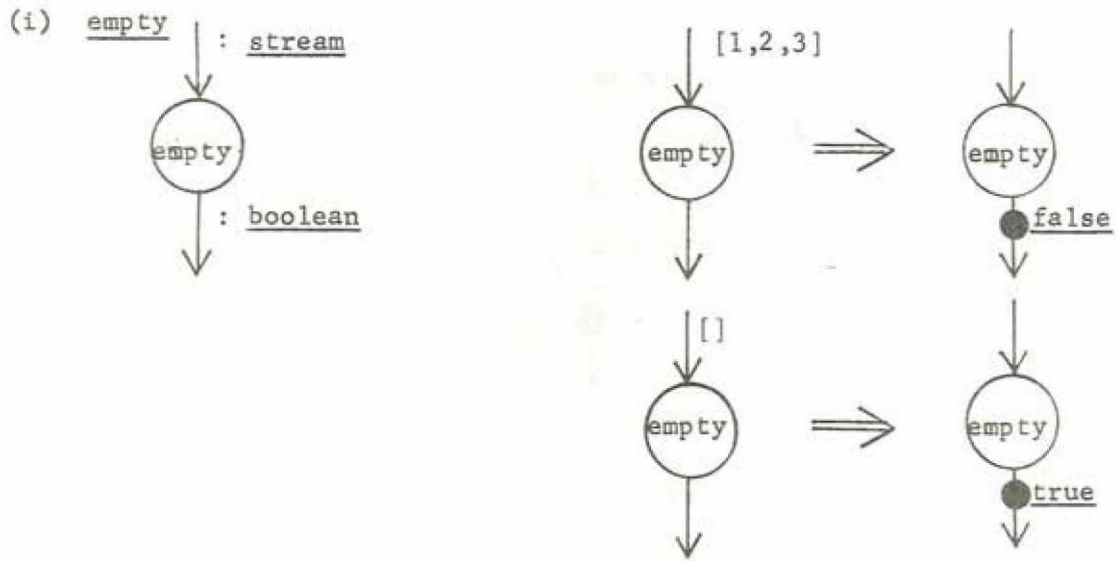 (i) empty : stream
[1,2,3]
empty
empty
empty
: boolean
false
[]
empty
empty
true